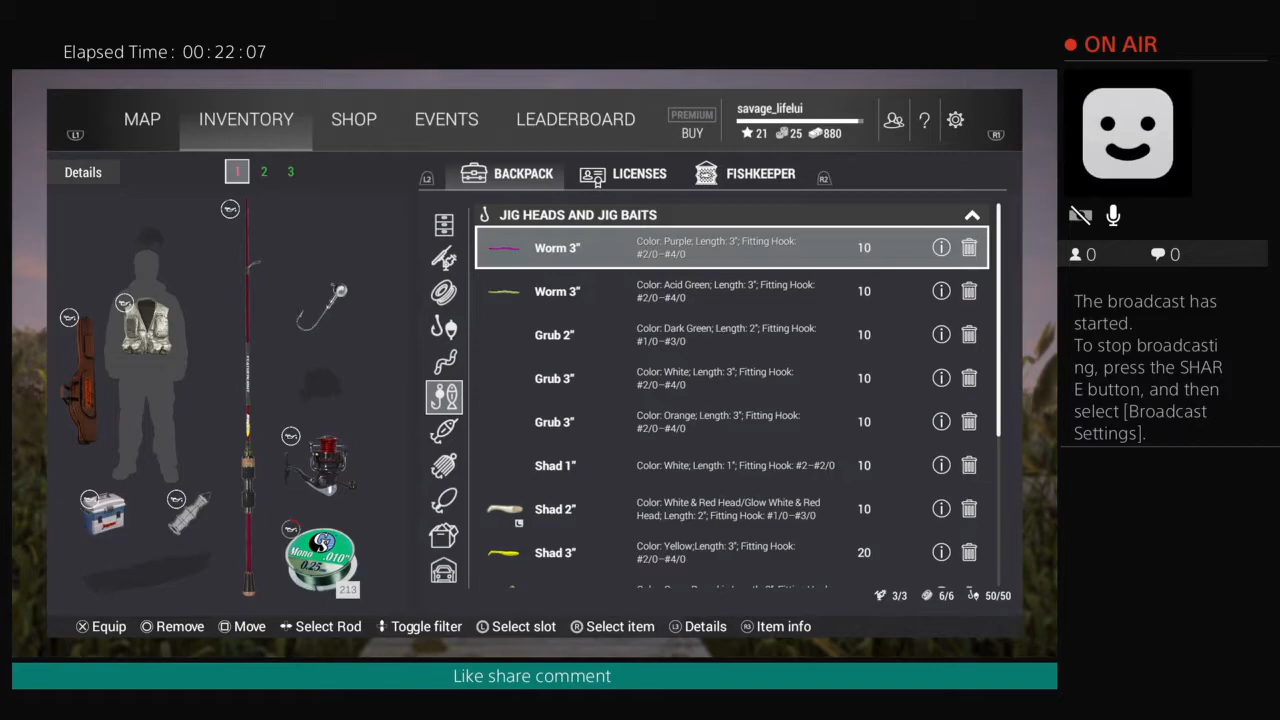 Elapsed Time: 00:22:07
ON AIR
L1
MAP
INVENTORY
SHOP
EVENTS
LEADERBOARD
PREMIUM
BUY
savage_lifelui
21
25
880
?
R1
Details
1
2
3
L2
BACKPACK
LICENSES
FISHKEEPER
R2
JIG HEADS AND JIG BAITS
Worm 3" Color: Purple; Length: 3"; Fitting Hook: 10
#2/0–#4/0
Worm 3" Color: Acid Green; Length: 3"; Fitting Hook: 10
#2/0–#4/0
Grub 2" Color: Dark Green; Length: 2"; Fitting Hook: 10
#1/0–#3/0
Grub 3" Color: White; Length: 3"; Fitting Hook: 10
#2/0–#4/0
Grub 3" Color: Orange; Length: 3"; Fitting Hook: 10
#2/0–#4/0
Shad 1" Color: White; Length: 1"; Fitting Hook: #2–#2/0 10
Shad 2" Color: White & Red Head/Glow White & Red Head; Length: 2"; Fitting Hook: #1/0–#3/0 10
L
Shad 3" Color: Yellow;Length: 3"; Fitting Hook: 20
#2/0–#4/0
Mono .010"
0.25
213
3/3
6/6
50/50
Equip
Remove
Move
Select Rod
Toggle filter
L Select slot
R Select item
L3 Details
R3 Item info
Like share comment
0
0
The broadcast has
started.
To stop broadcasti
ng, press the SHAR
E button, and then
select [Broadcast
Settings].